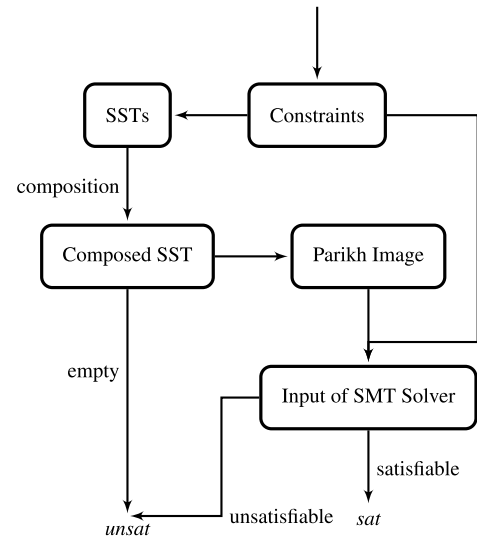 SSTs
Constraints
composition
Composed SST
Parikh Image
empty
Input of SMT Solver
satisfiable
unsatisfiable
sat
unsat